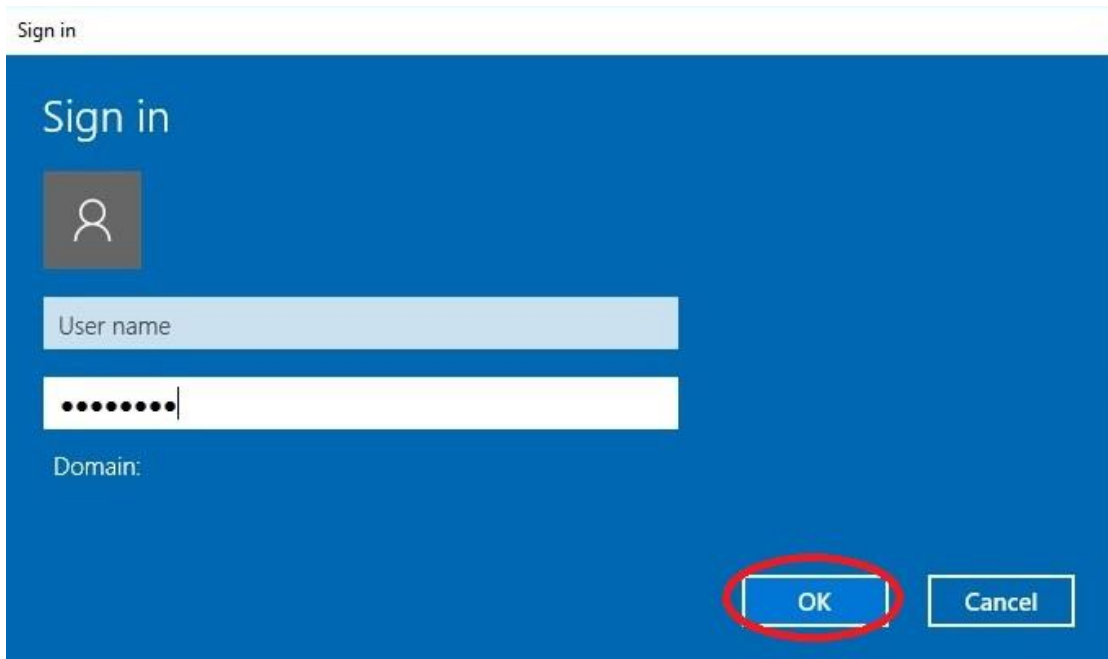 Sign in
Sign in
User name
••••••••
Domain:
OK
Cancel